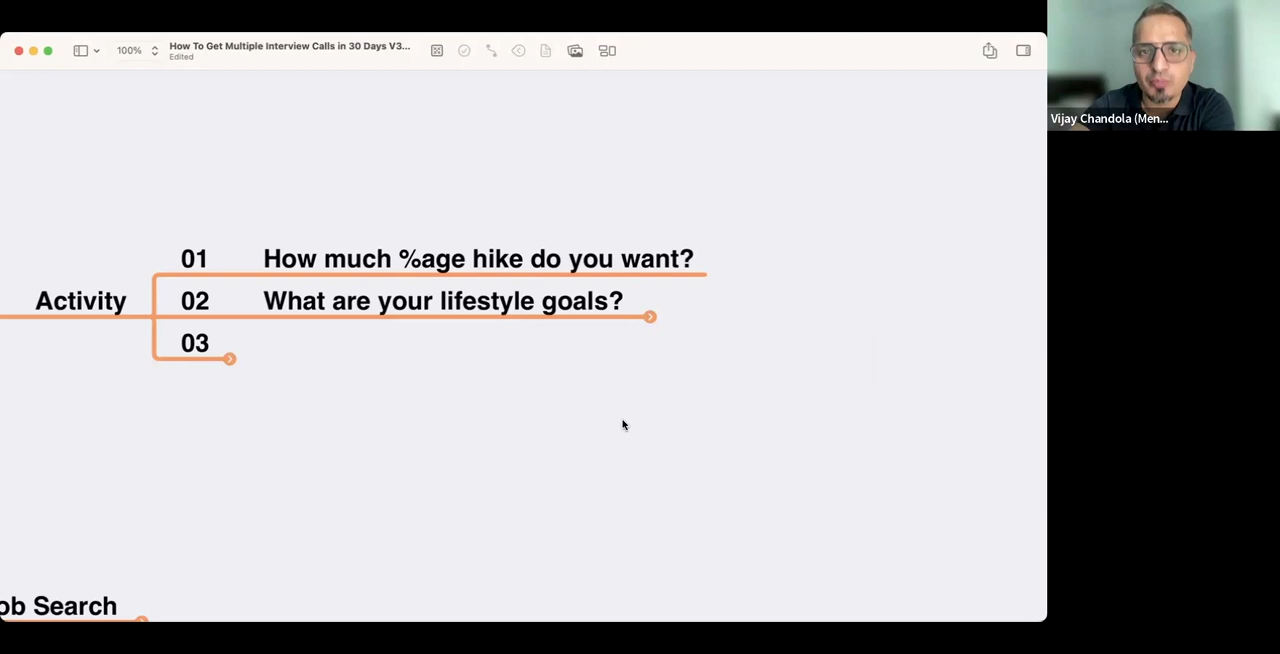 100%
How To Get Multiple Interview Calls in 30 Days V3...
Edited
Vijay Chandola (Men...
01 How much %age hike do you want?
Activity 02 What are your lifestyle goals?
03
ob Search